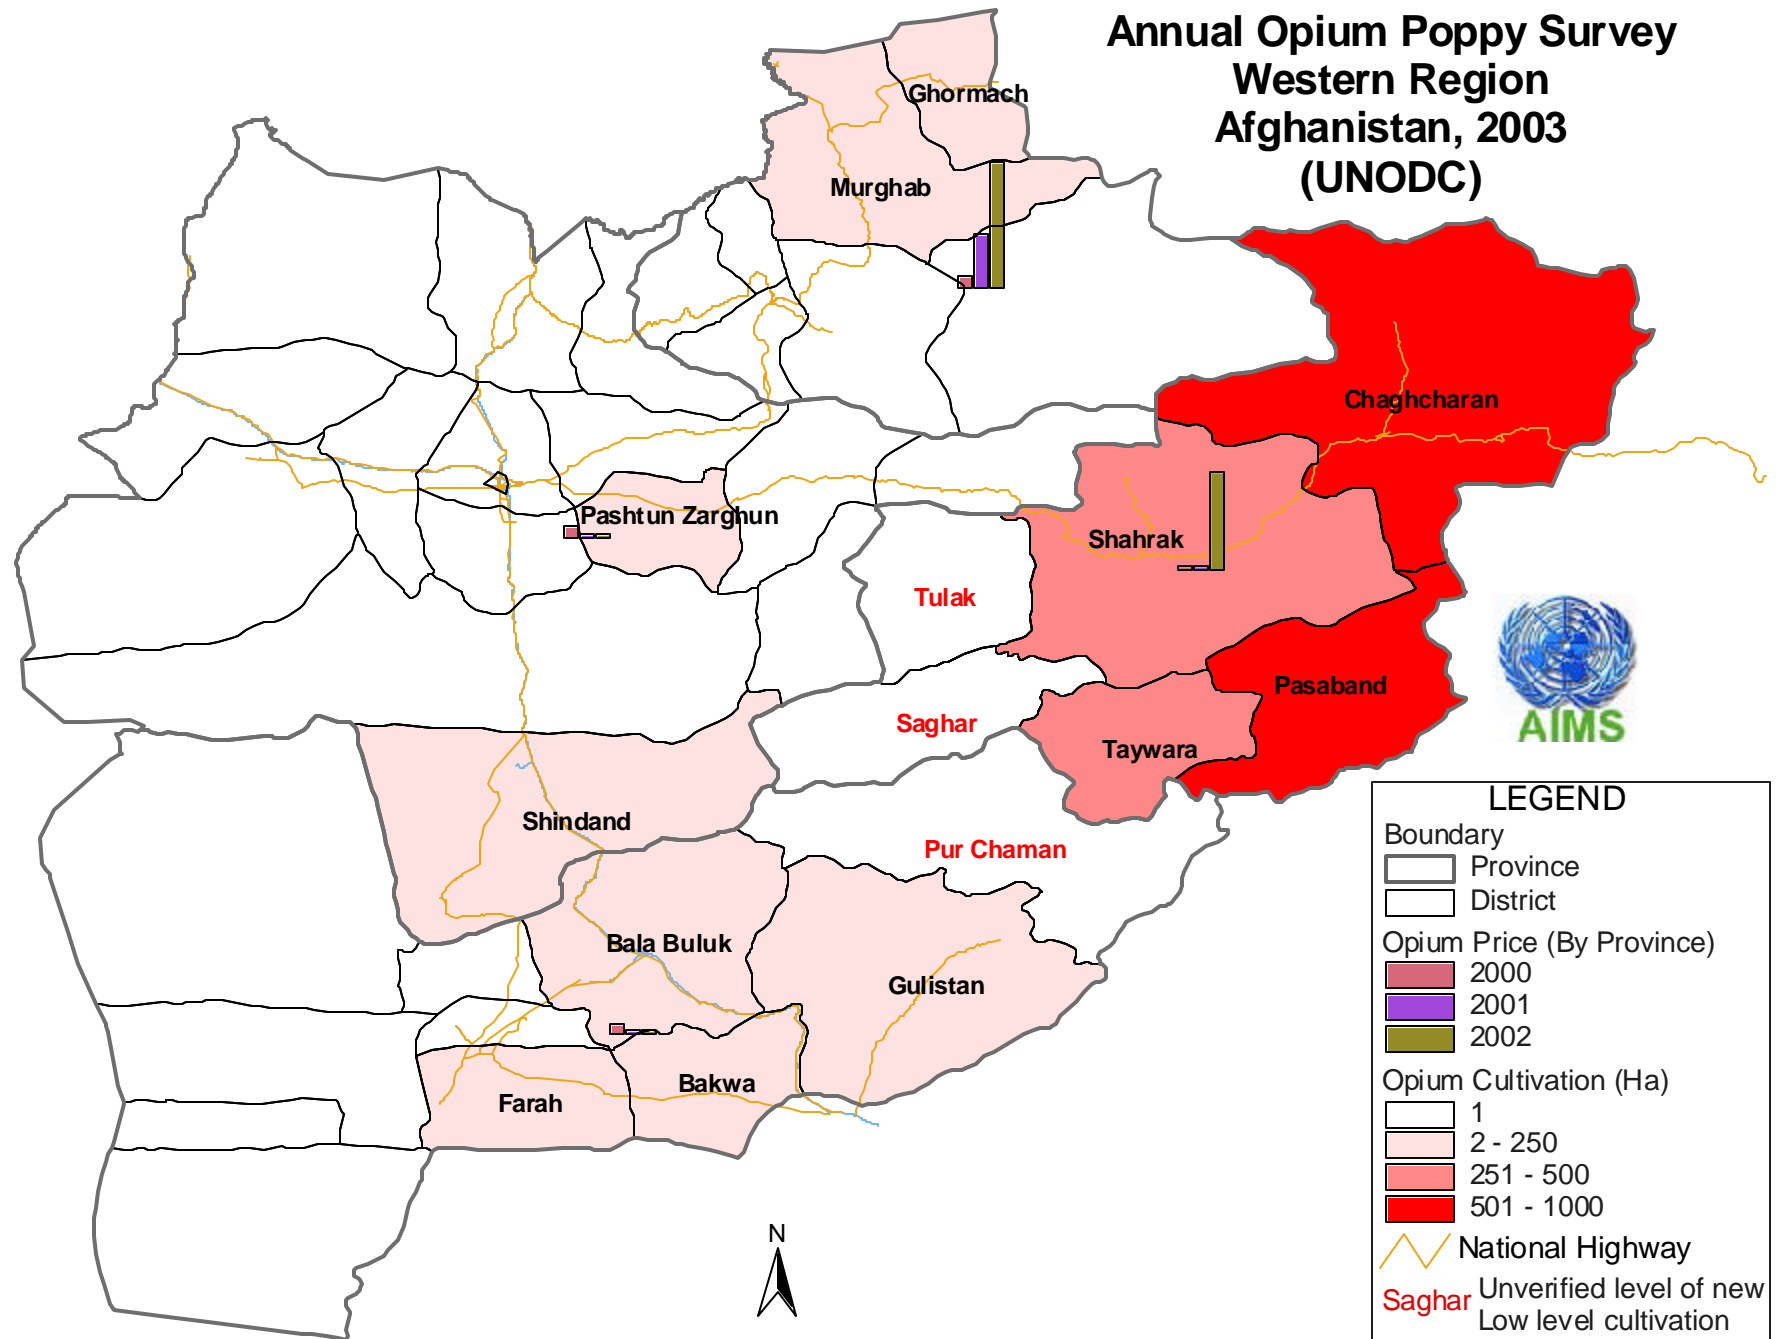 Annual Opium Poppy Survey
Western Region
Afghanistan, 2003
(UNODC)
Ghormach
Murghab
Chaghcharan
Pashtun Zarghun
Shahrak
Tulak
Pasaband
Saghar
Taywara
AIMS
Shindand
Pur Chaman
Bala Buluk
Gulistan
Bakwa
Farah
N
LEGEND
Boundary
Province
District
Opium Price (By Province)
2000
2001
2002
Opium Cultivation (Ha)
1
2 - 250
251 - 500
501 - 1000
National Highway
Saghar Unverified level of new
Low level cultivation